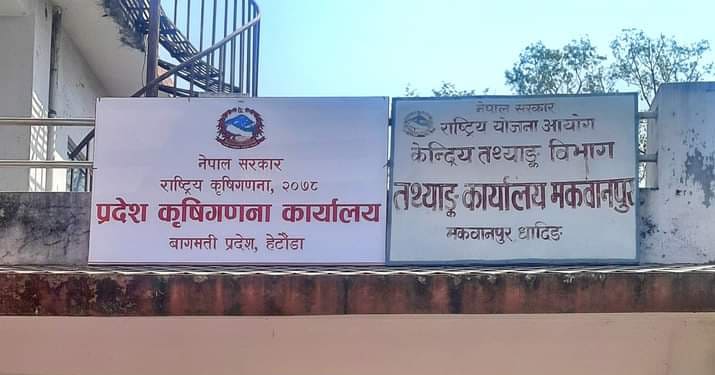 नेपाल सरकार
राष्ट्रिय कृषिगणना, २०७८
प्रदेश कृषिगणना कार्यालय
बागमती प्रदेश, हेटौडा
नेपाल सरकार
राष्ट्रिय योजना आयोग
केन्द्रिय तथ्याङ्क विभाग
तथ्याङ्क कार्यालय मकवानपुर
मकवानपुर धादिङ